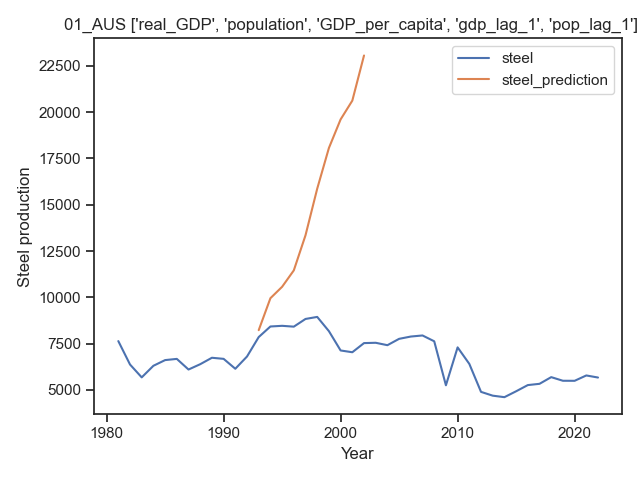 01_AUS ['real_GDP', 'population', 'GDP_per_capita', 'gdp_lag_1', 'pop_lag_1']
steel
steel_prediction
22500
20000
17500
15000
12500
10000
7500
5000
Steel production
1980 1990 2000 2010 2020
Year